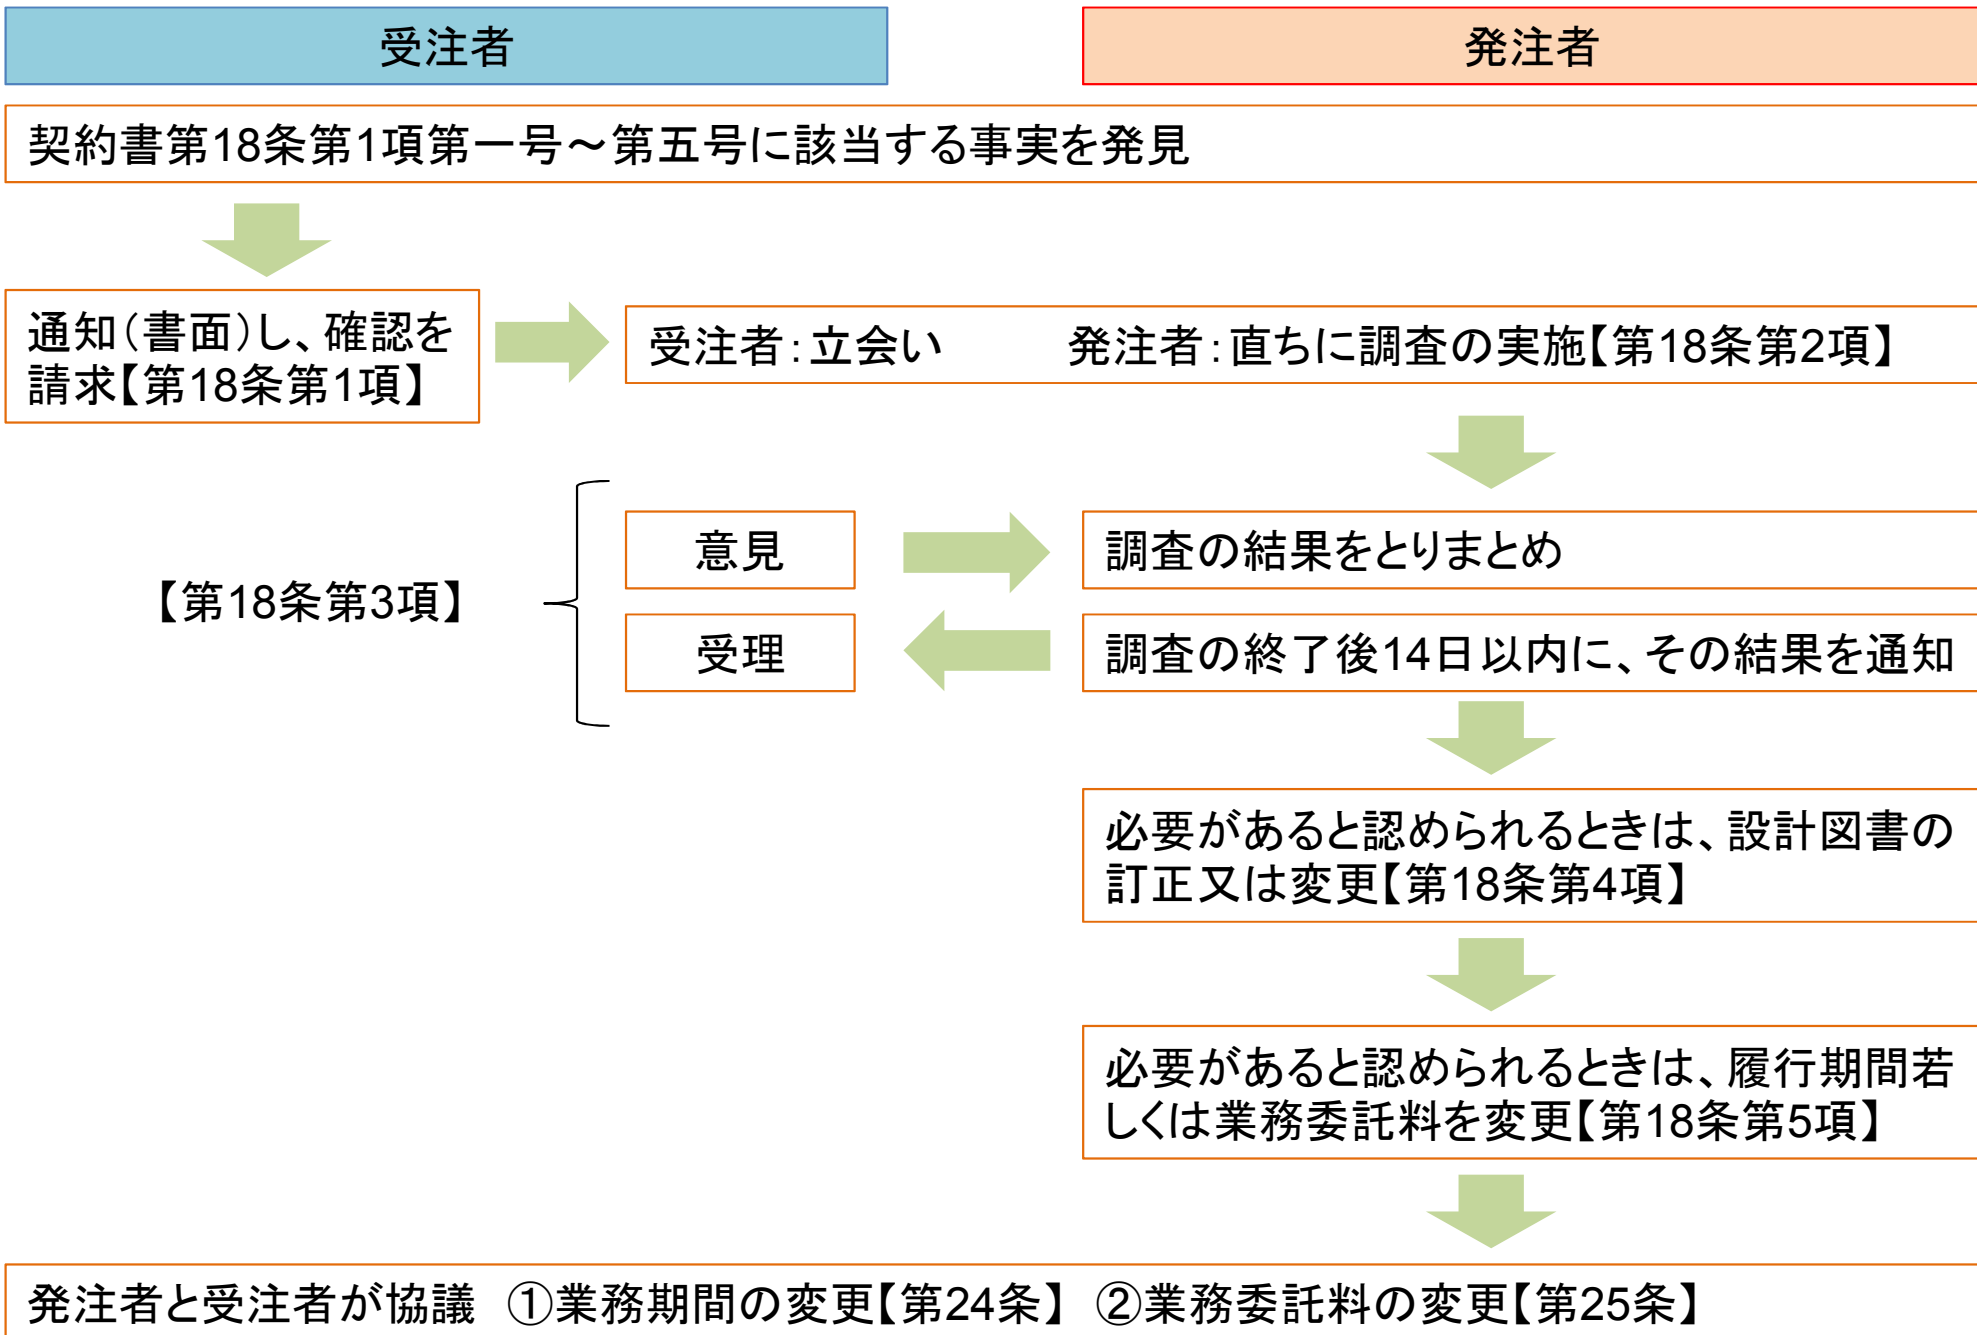 受注者
発注者
契約書第18条第1項第一号～第五号に該当する事実を発見
通知（書面）し、確認を
請求【第18条第1項】
受注者：立会い　　発注者：直ちに調査の実施【第18条第2項】
【第18条第3項】
意見
調査の結果をとりまとめ
受理
調査の終了後14日以内に、その結果を通知
必要があると認められるときは、設計図書の
訂正又は変更【第18条第4項】
必要があると認められるときは、履行期間若
しくは業務委託料を変更【第18条第5項】
発注者と受注者が協議　①業務期間の変更【第24条】　②業務委託料の変更【第25条】